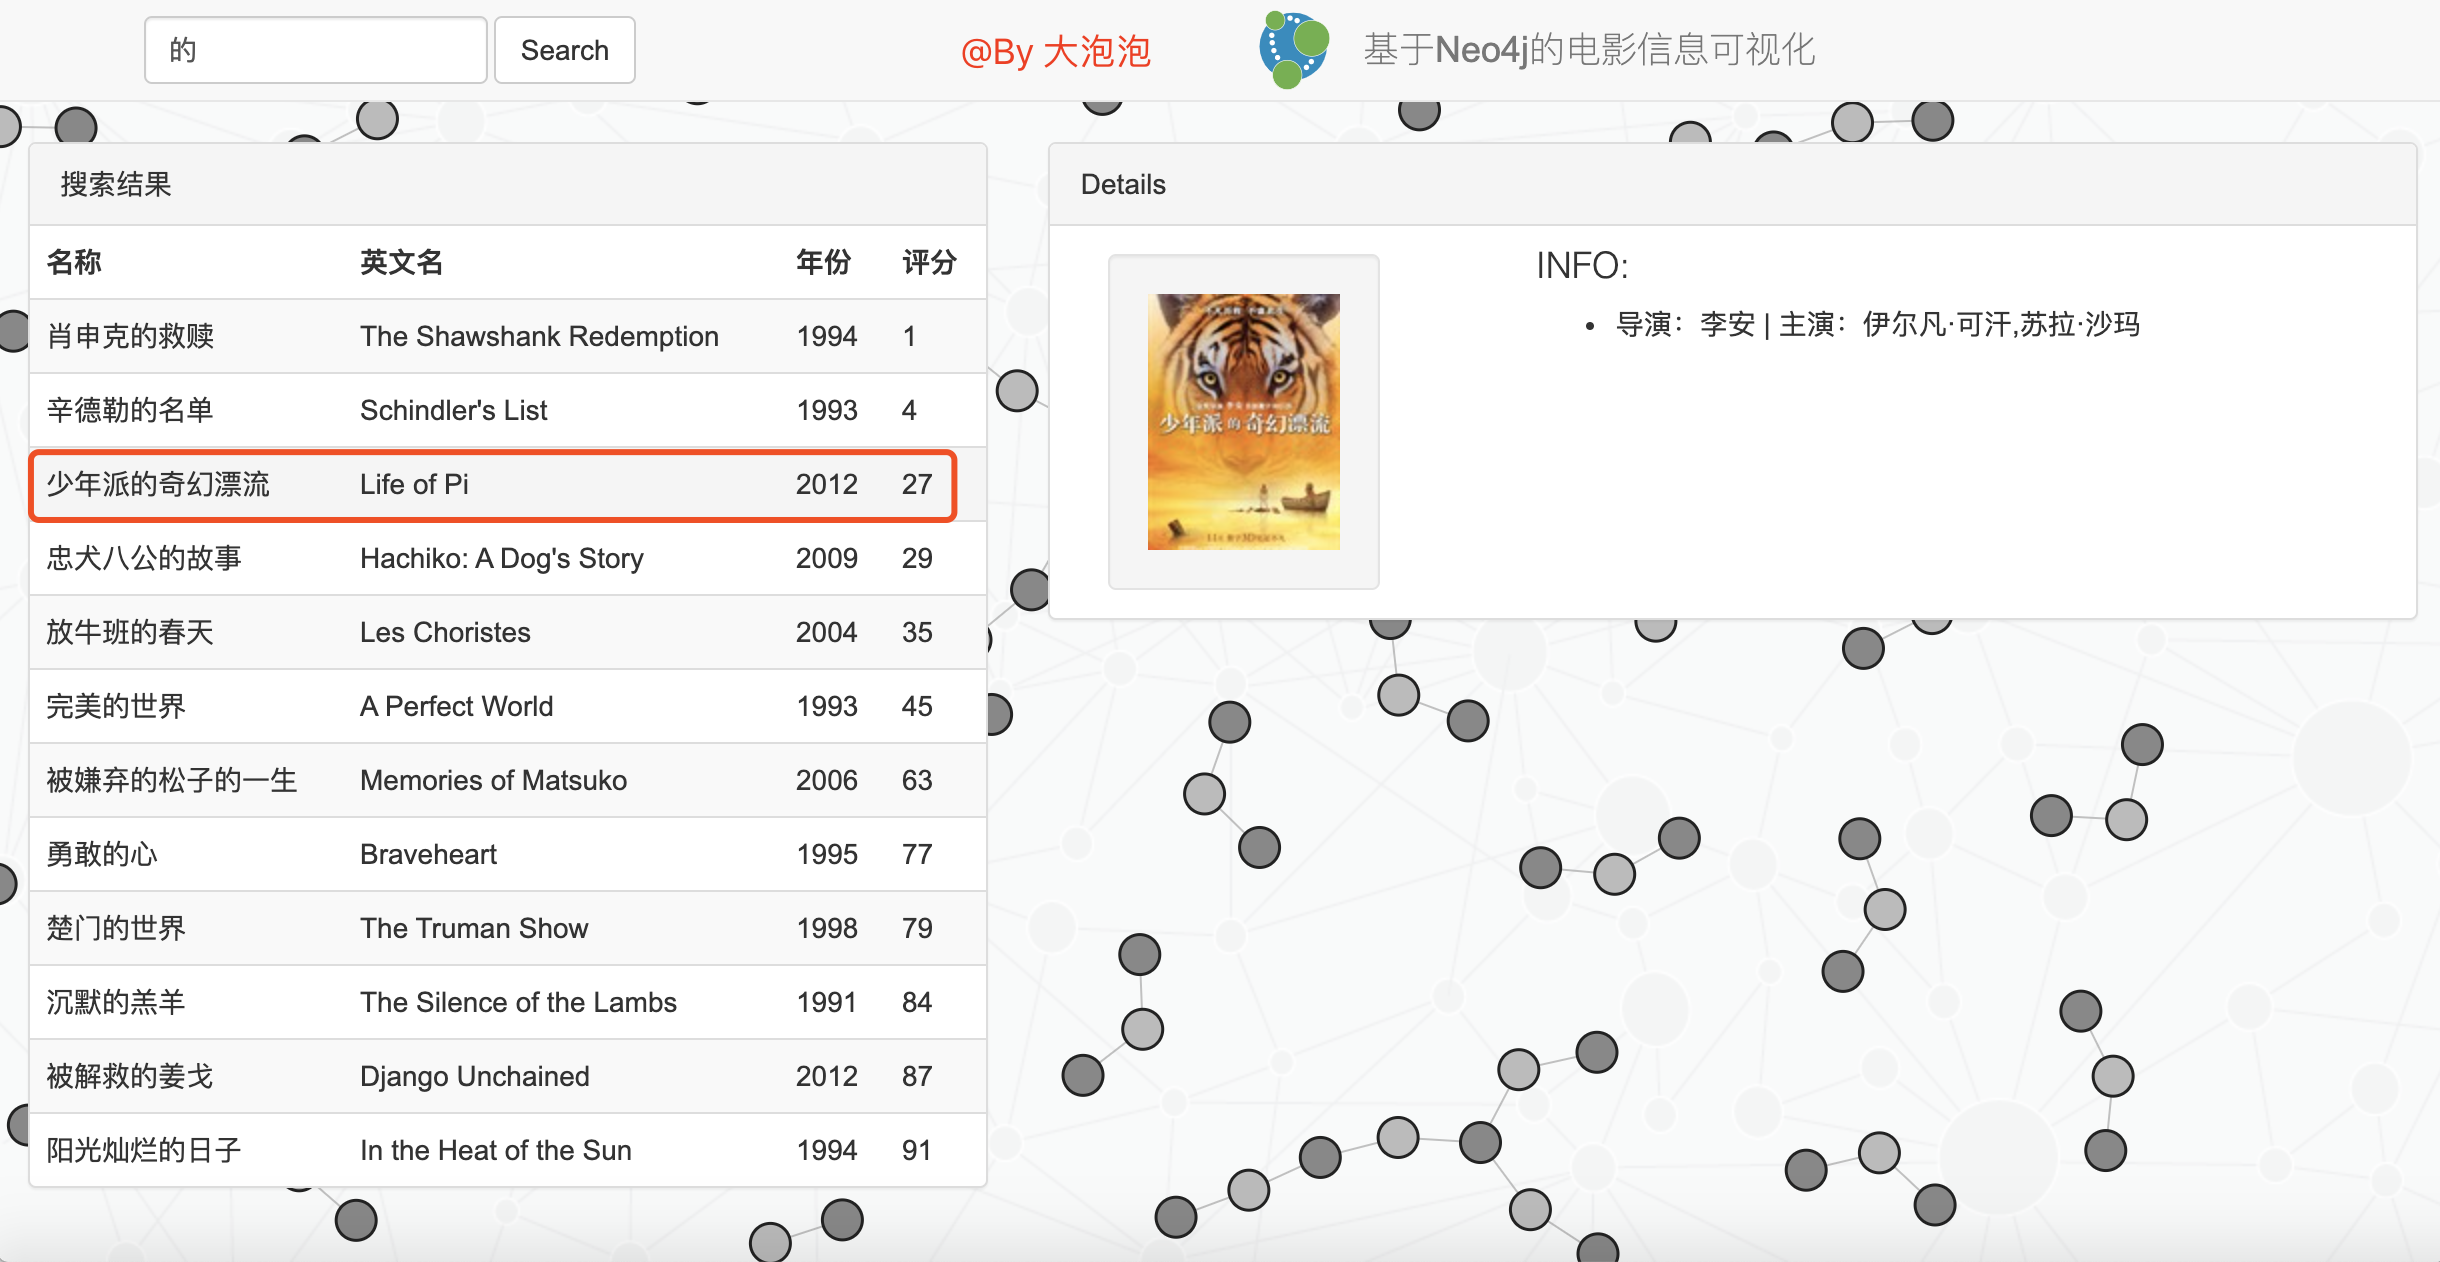 的
Search
@By 大泡泡
基于Neo4j的电影信息可视化
搜索结果
名称 英文名 年份 评分
肖申克的救赎 The Shawshank Redemption 1994 1
辛德勒的名单 Schindler's List 1993 4
少年派的奇幻漂流 Life of Pi 2012 27
忠犬八公的故事 Hachiko: A Dog's Story 2009 29
放牛班的春天 Les Choristes 2004 35
完美的世界 A Perfect World 1993 45
被嫌弃的松子的一生 Memories of Matsuko 2006 63
勇敢的心 Braveheart 1995 77
楚门的世界 The Truman Show 1998 79
沉默的羔羊 The Silence of the Lambs 1991 84
被解救的姜戈 Django Unchained 2012 87
阳光灿烂的日子 In the Heat of the Sun 1994 91
Details
少年派的奇幻漂流
INFO:
• 导演：李安 | 主演：伊尔凡·可汗,苏拉·沙玛